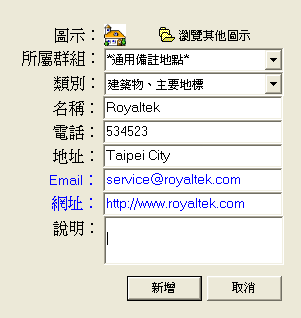 圖示： 瀏覽其他圖示
所屬群組： *通用備註地點*
類別： 建築物、主要地標
名稱： Royaltek
電話： 534523
地址： Taipei City
Email： service@royaltek.com
網址： http://www.royaltek.com
說明：
新增 取消